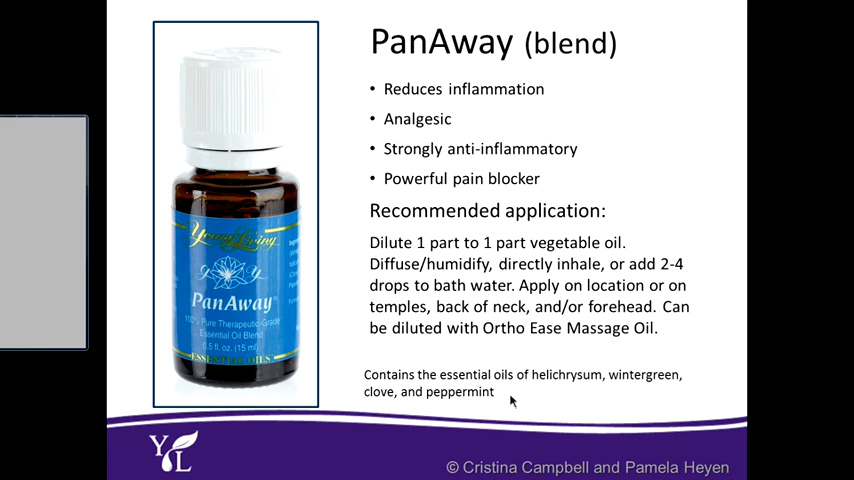 PanAway (blend)
• Reduces inflammation
• Analgesic
• Strongly anti-inflammatory
• Powerful pain blocker
Recommended application:
Dilute 1 part to 1 part vegetable oil.
Diffuse/humidify, directly inhale, or add 2-4
drops to bath water. Apply on location or on
temples, back of neck, and/or forehead. Can
be diluted with Ortho Ease Massage Oil.
Contains the essential oils of helichrysum, wintergreen,
clove, and peppermint
Young Living
Y Y
PanAway
100% Pure Therapeutic-Grade
Essential Oil Blend
0.5 fl. oz. (15 ml)
ESSENTIAL OILS
YL
© Cristina Campbell and Pamela Heyen